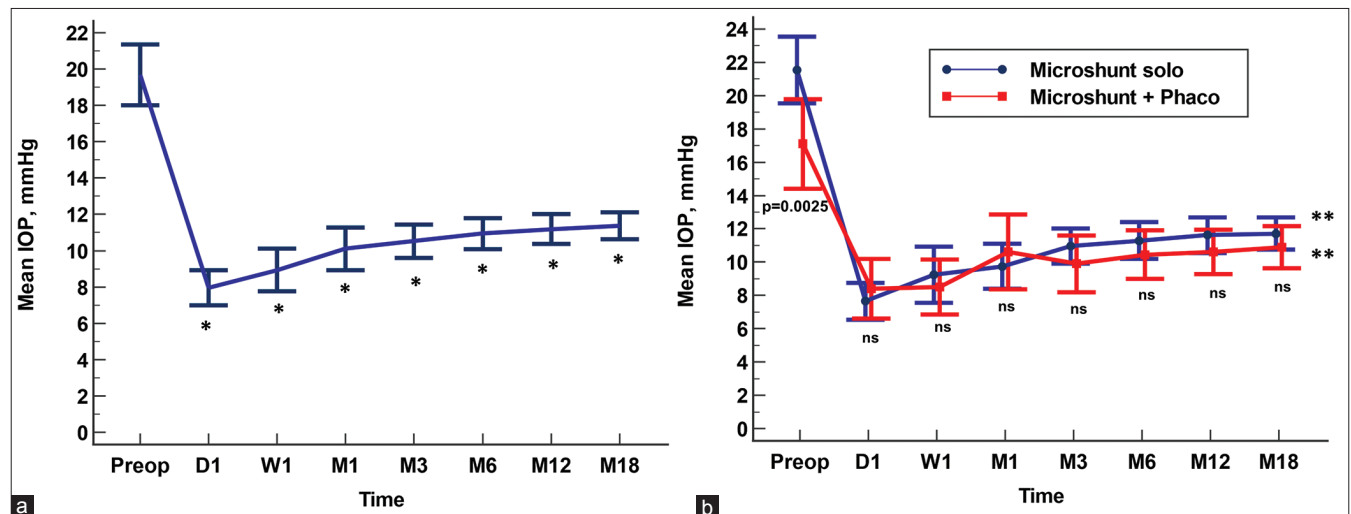 22
20
18
16
14
12
10
8
6
4
2
0
Mean IOP, mmHg
*
*
*
*
*
*
*
Preop D1 W1 M1 M3 M6 M12 M18
Time
a
24
22
20
18
16
14
12
10
8
6
4
2
0
Mean IOP, mmHg
Microshunt solo
Microshunt + Phaco
p=0.0025
**
**
ns
ns
ns
ns
ns
ns
ns
Preop D1 W1 M1 M3 M6 M12 M18
Time
b